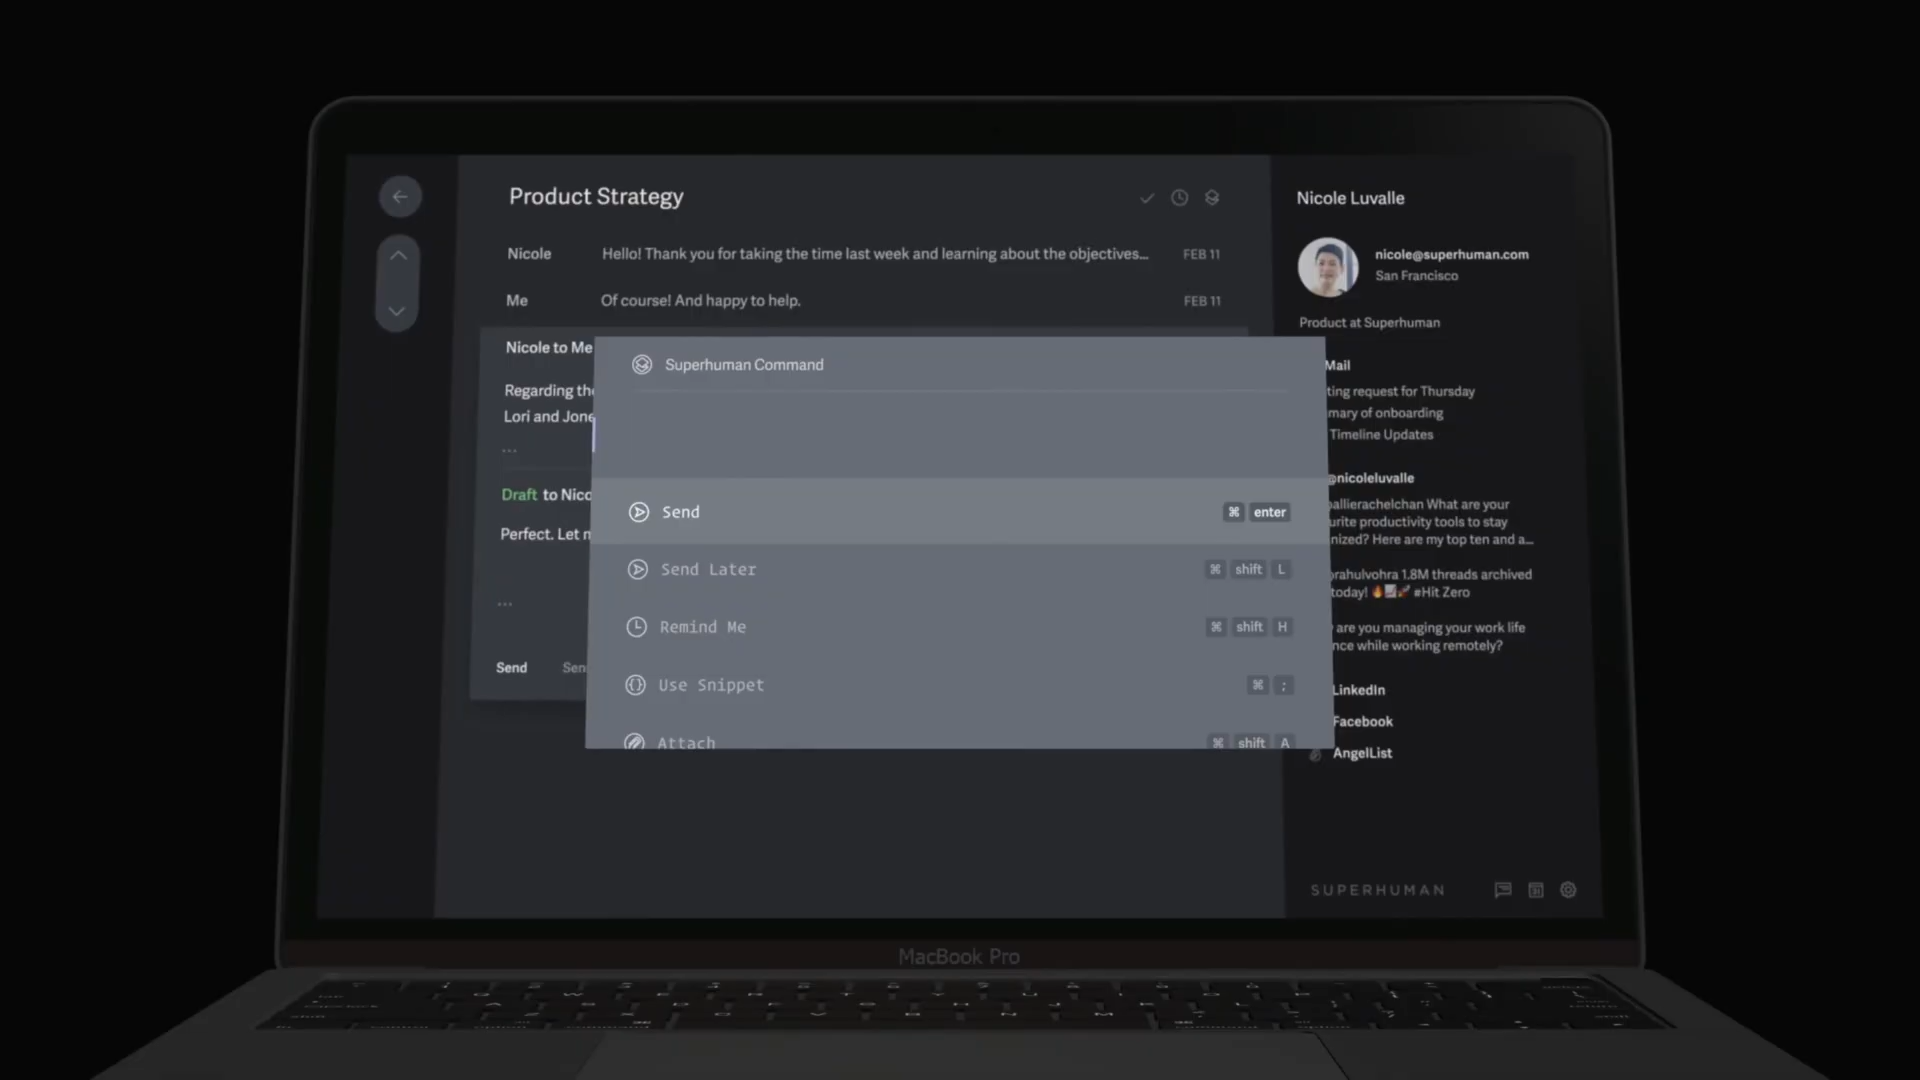 Product Strategy
Nicole Hello! Thank you for taking the time last week and learning about the objectives... FEB 11
Me Of course! And happy to help. FEB 11
Nicole to Me
Regarding the
Lori and Jone
...
Draft to Nico
Perfect. Let m
...
Send Sen
Superhuman Command
Send ⌘ enter
Send Later ⌘ shift L
Remind Me ⌘ shift H
Use Snippet ⌘ ;
Attach ⌘ shift A
Nicole Luvalle
nicole@superhuman.com
San Francisco
Product at Superhuman
Mail
ting request for Thursday
mary of onboarding
Timeline Updates
nicoleluvalle
allierachelchan What are your
urite productivity tools to stay
nized? Here are my top ten and a...
rahulvohra 1.8M threads archived
today! 🔥📈🚀 #Hit Zero
are you managing your work life
nce while working remotely?
LinkedIn
Facebook
AngelList
SUPERHUMAN
MacBook Pro